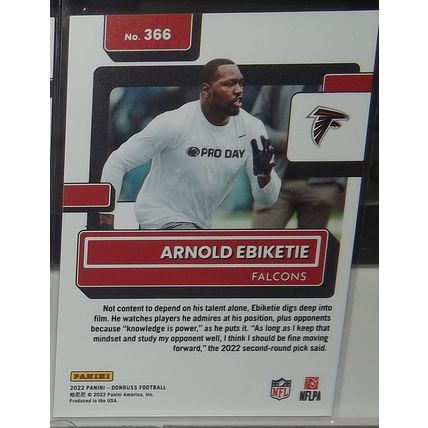 No. 366
PRO DAY
ARNOLD EBIKETIE
FALCONS
Not content to depend on his talent alone, Ebiketie digs deep into
film. He watches players he admires at his position, plus opponents
because "knowledge is power," as he puts it. "As long as I keep that
mindset and study my opponent well, I think I should be fine moving
forward," the 2022 second-round pick said.
PANINI
2022 PANINI – DONRUSS FOOTBALL
帕尼尼 © 2022 Panini America, Inc.
Produced in the USA.
NFL
NFLPA